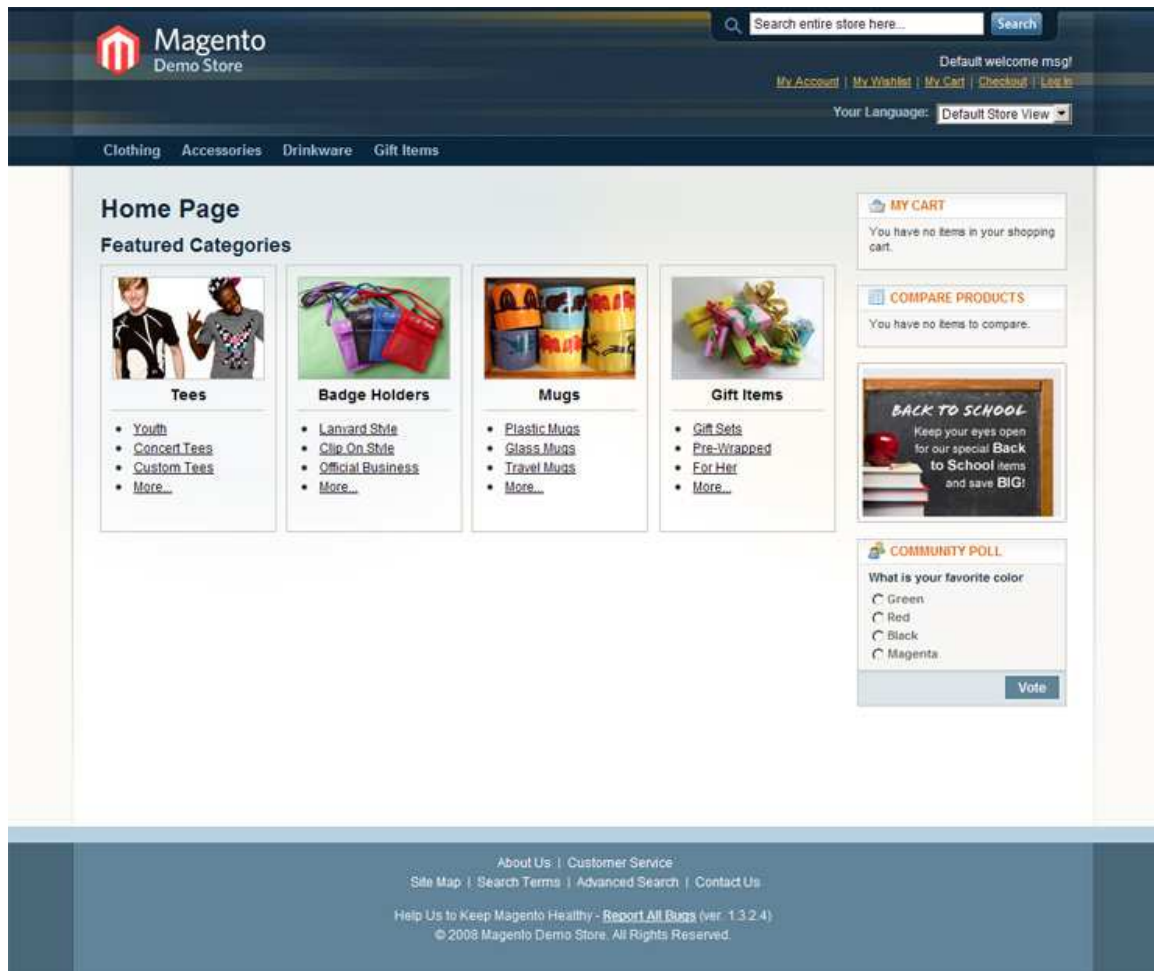 Magento
Demo Store
Search entire store here...
Search
Default welcome msg!
My Account | My Wishlist | My Cart | Checkout | Log In
Your Language: Default Store View
Clothing Accessories Drinkware Gift Items
Home Page
Featured Categories
Tees
Youth
Concert Tees
Custom Tees
More...
Badge Holders
Lanyard Style
Clip On Style
Official Business
More...
Mugs
Plastic Mugs
Glass Mugs
Travel Mugs
More...
Gift Items
Gift Sets
Pre-Wrapped
For Her
More...
MY CART
You have no items in your shopping
cart.
COMPARE PRODUCTS
You have no items to compare.
BACK TO SCHOOL
Keep your eyes open
for our special Back
to School items
and save BIG!
COMMUNITY POLL
What is your favorite color
Green
Red
Black
Magenta
Vote
About Us | Customer Service
Site Map | Search Terms | Advanced Search | Contact Us
Help Us to Keep Magento Healthy - Report All Bugs (ver. 1.3.2.4)
© 2008 Magento Demo Store. All Rights Reserved.